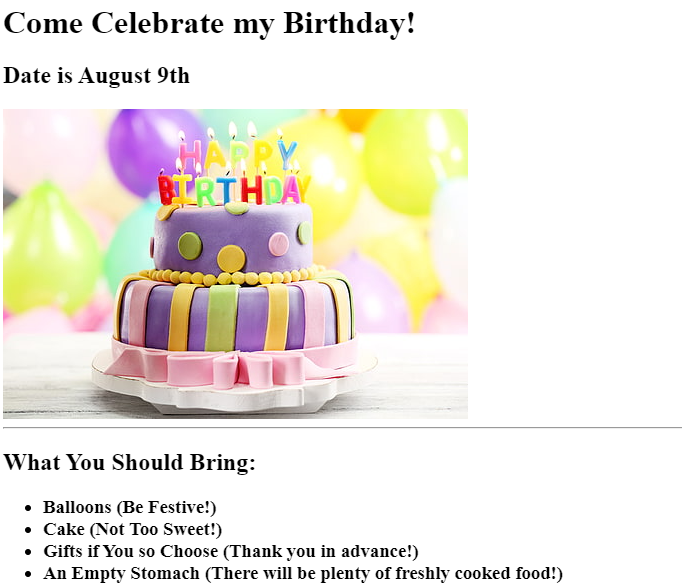 Come Celebrate my Birthday!
Date is August 9th
HAPPY
BIRTHDAY
What You Should Bring:
Balloons (Be Festive!)
Cake (Not Too Sweet!)
Gifts if You so Choose (Thank you in advance!)
An Empty Stomach (There will be plenty of freshly cooked food!)